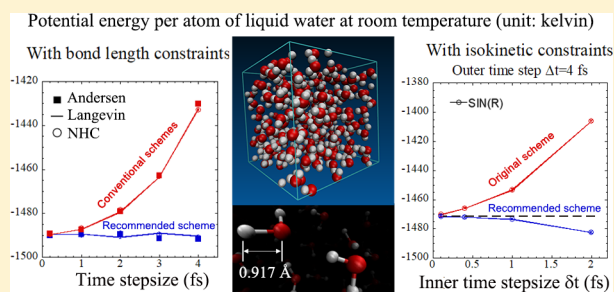 Potential energy per atom of liquid water at room temperature (unit: kelvin)
With bond length constraints
-1420
-1440
-1460
-1480
-1500
Andersen
Langevin
NHC
Conventional schemes
Recommended scheme
0 1 2 3 4
Time stepsize (fs)
0.917 Å
With isokinetic constraints
Outer time step Δt=4 fs
-1380
-1400
-1420
-1440
-1460
-1480
-1500
SIN(R)
Original scheme
Recommended scheme
0 0.5 1 1.5 2
Inner time stepsize δt (fs)